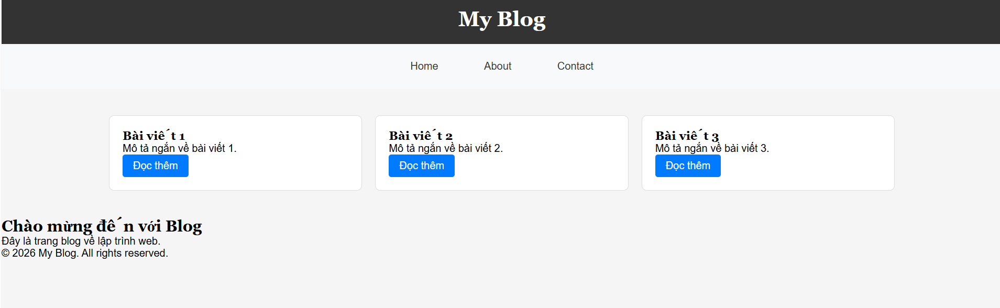 My Blog
Home About Contact
Bài viết 1
Mô tả ngắn về bài viết 1.
Đọc thêm
Bài viết 2
Mô tả ngắn về bài viết 2.
Đọc thêm
Bài viết 3
Mô tả ngắn về bài viết 3.
Đọc thêm
Chào mừng đến với Blog
Đây là trang blog về lập trình web.
© 2026 My Blog. All rights reserved.